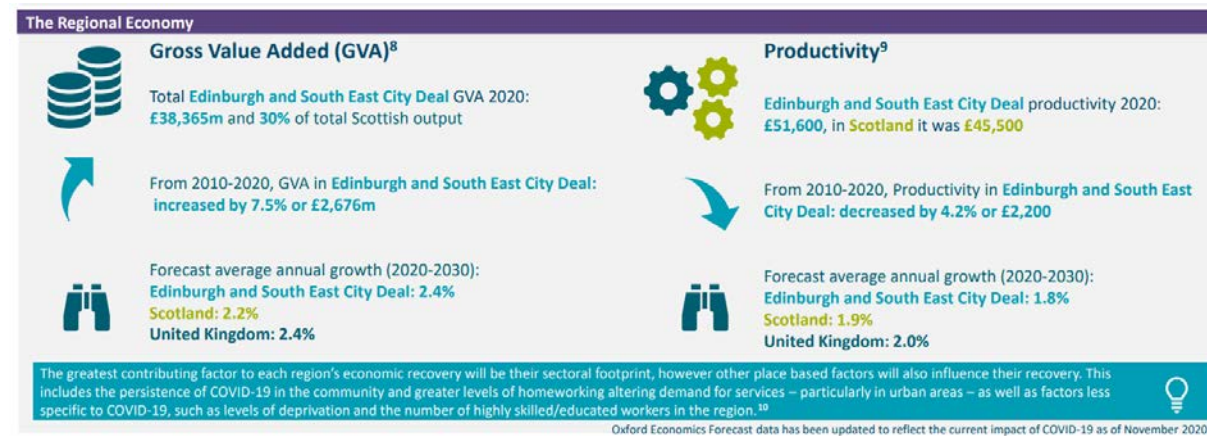 The Regional Economy
Gross Value Added (GVA)⁸
Total Edinburgh and South East City Deal GVA 2020:
£38,365m and 30% of total Scottish output
From 2010-2020, GVA in Edinburgh and South East City Deal:
increased by 7.5% or £2,676m
Forecast average annual growth (2020-2030):
Edinburgh and South East City Deal: 2.4%
Scotland: 2.2%
United Kingdom: 2.4%
Productivity⁹
Edinburgh and South East City Deal productivity 2020:
£51,600, in Scotland it was £45,500
From 2010-2020, Productivity in Edinburgh and South East
City Deal: decreased by 4.2% or £2,200
Forecast average annual growth (2020-2030):
Edinburgh and South East City Deal: 1.8%
Scotland: 1.9%
United Kingdom: 2.0%
The greatest contributing factor to each region's economic recovery will be their sectoral footprint, however other place based factors will also influence their recovery. This
includes the persistence of COVID-19 in the community and greater levels of homeworking altering demand for services – particularly in urban areas – as well as factors less
specific to COVID-19, such as levels of deprivation and the number of highly skilled/educated workers in the region.¹⁰
Oxford Economics Forecast data has been updated to reflect the current impact of COVID-19 as of November 2020